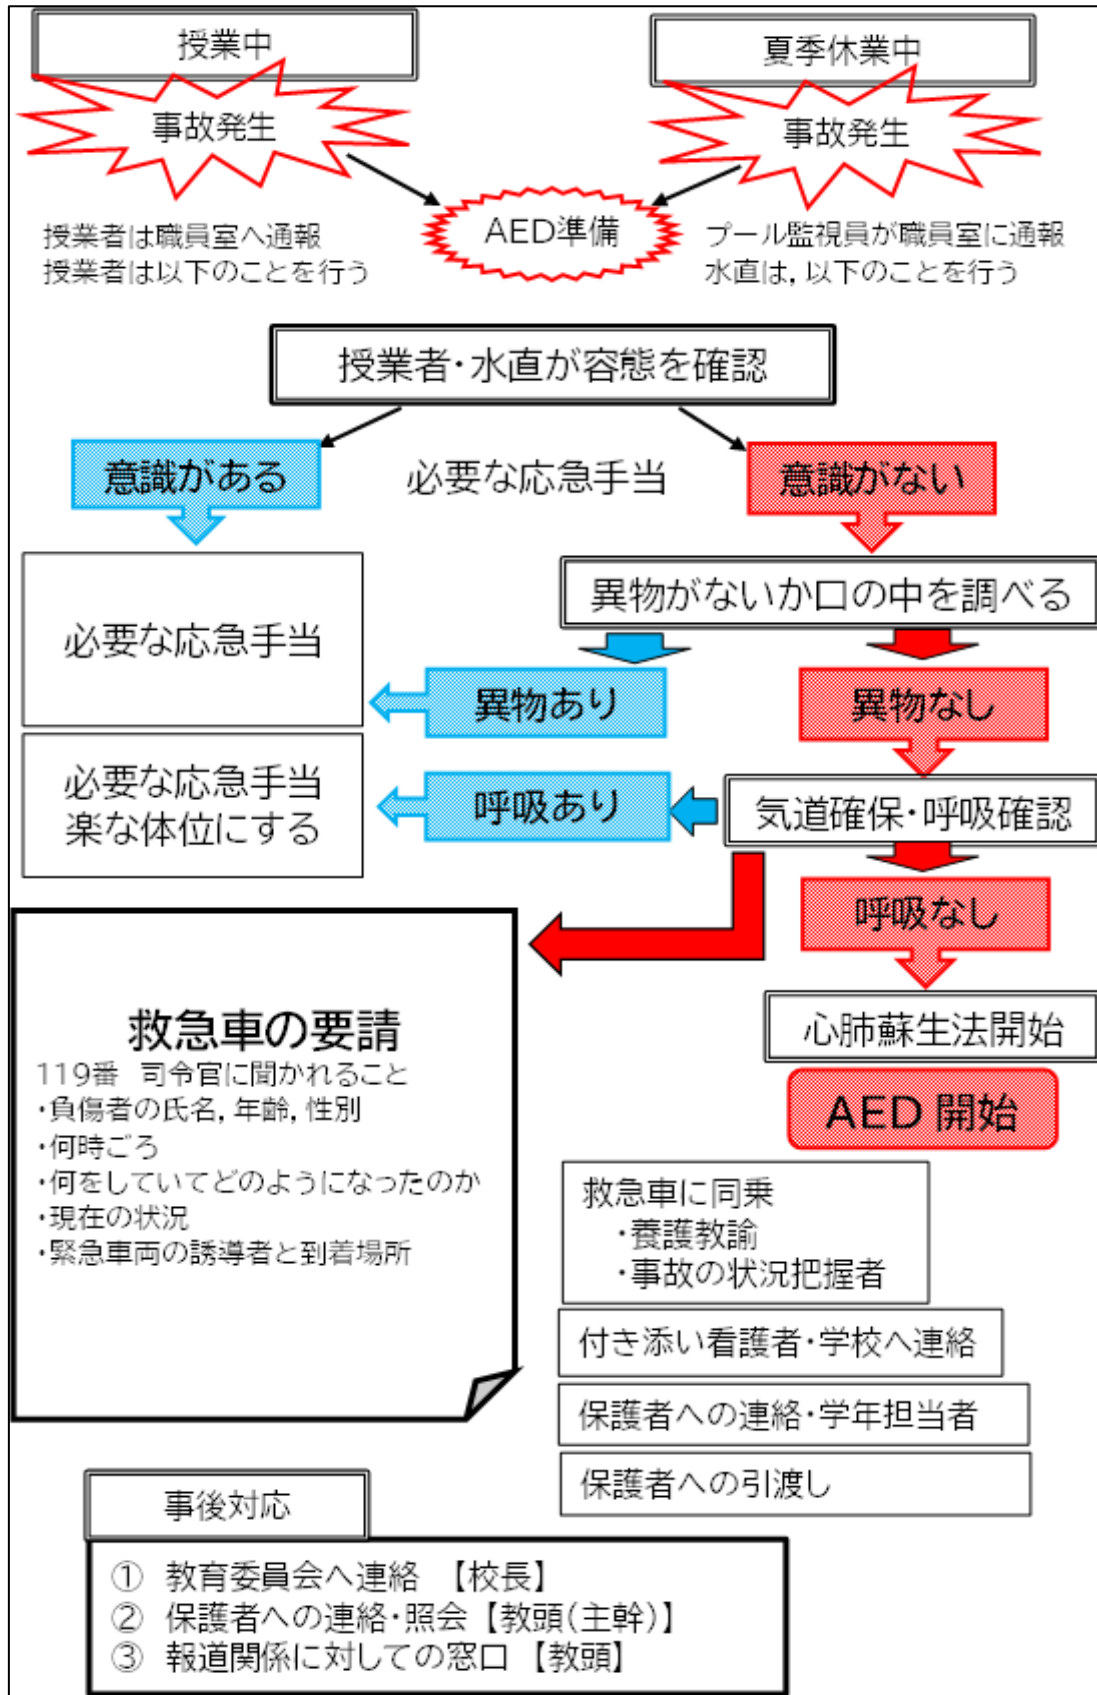 授業中
夏季休業中
事故発生
事故発生
AED準備
授業者は職員室へ通報
授業者は以下のことを行う
プール監視員が職員室に通報
水直は，以下のことを行う
授業者・水直が容態を確認
意識がある
必要な応急手当
意識がない
異物がないか口の中を調べる
必要な応急手当
異物あり
異物なし
必要な応急手当
楽な体位にする
呼吸あり
気道確保・呼吸確認
呼吸なし
心肺蘇生法開始
AED 開始
救急車の要請
119番　司令官に聞かれること
・負傷者の氏名，年齢，性別
・何時ごろ
・何をしていてどのようになったのか
・現在の状況
・緊急車両の誘導者と到着場所
救急車に同乗
・養護教諭
・事故の状況把握者
付き添い看護者・学校へ連絡
保護者への連絡・学年担当者
保護者への引渡し
事後対応
① 教育委員会へ連絡 【校長】
② 保護者への連絡・照会【教頭（主幹）】
③ 報道関係に対しての窓口 【教頭】